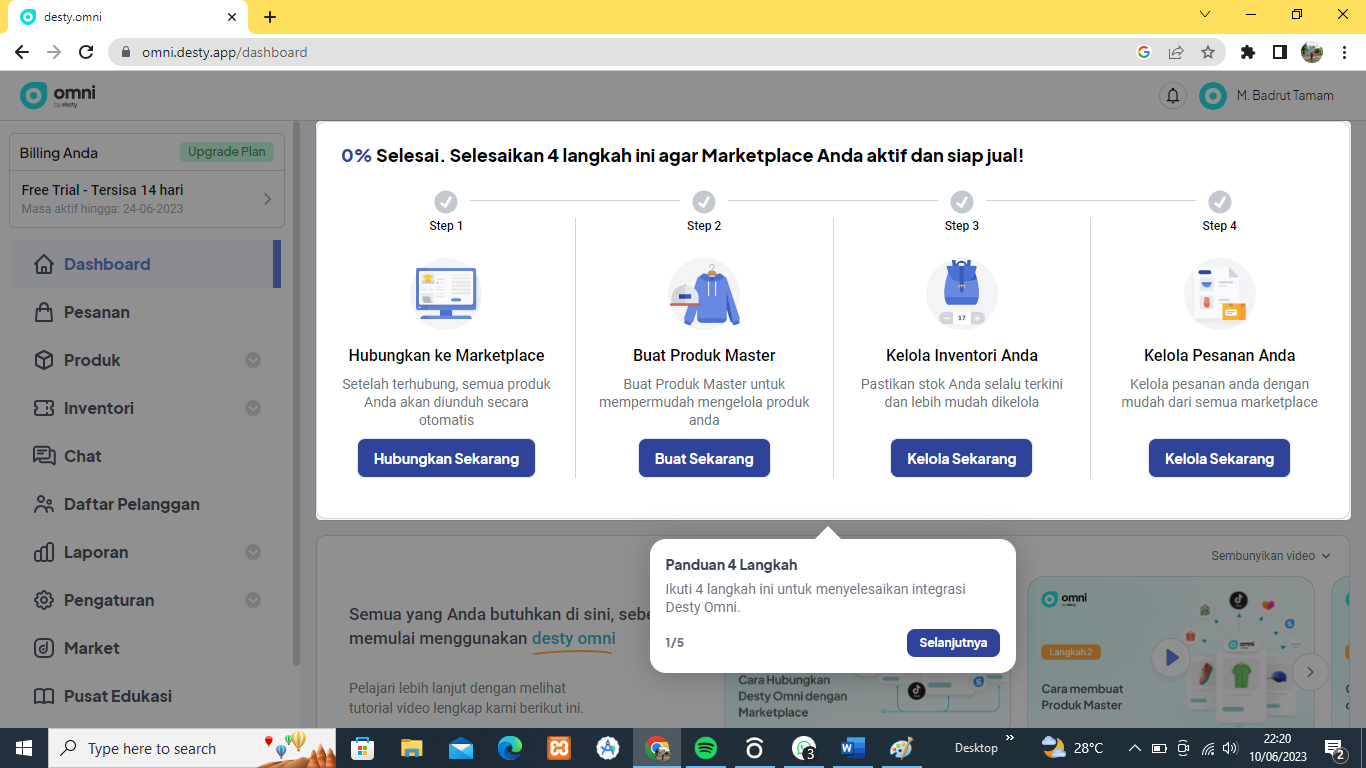 desty.omni
omni.desty.app/dashboard
omni
by desty
M. Badrut Tamam
Billing Anda
Upgrade Plan
Free Trial - Tersisa 14 hari
Masa aktif hingga: 24-06-2023
Dashboard
Pesanan
Produk
Inventori
Chat
Daftar Pelanggan
Laporan
Pengaturan
Market
Pusat Edukasi
0% Selesai. Selesaikan 4 langkah ini agar Marketplace Anda aktif dan siap jual!
Step 1
Hubungkan ke Marketplace
Setelah terhubung, semua produk
Anda akan diunduh secara
otomatis
Hubungkan Sekarang
Step 2
Buat Produk Master
Buat Produk Master untuk
mempermudah mengelola produk
anda
Buat Sekarang
Step 3
17
Kelola Inventori Anda
Pastikan stok Anda selalu terkini
dan lebih mudah dikelola
Kelola Sekarang
Step 4
Kelola Pesanan Anda
Kelola pesanan anda dengan
mudah dari semua marketplace
Kelola Sekarang
Panduan 4 Langkah
Ikuti 4 langkah ini untuk menyelesaikan integrasi
Desty Omni.
1/5
Selanjutnya
Sembunyikan video
Semua yang Anda butuhkan di sini, sebe
memulai menggunakan desty omni
Pelajari lebih lanjut dengan melihat
tutorial video lengkap kami berikut ini.
Cara Hubungkan
Desty Omni dengan
Marketplace
omni
by desty
Langkah 2
Cara membuat
Produk Master
Type here to search
3
Desktop
28°C
22:20
10/06/2023
2